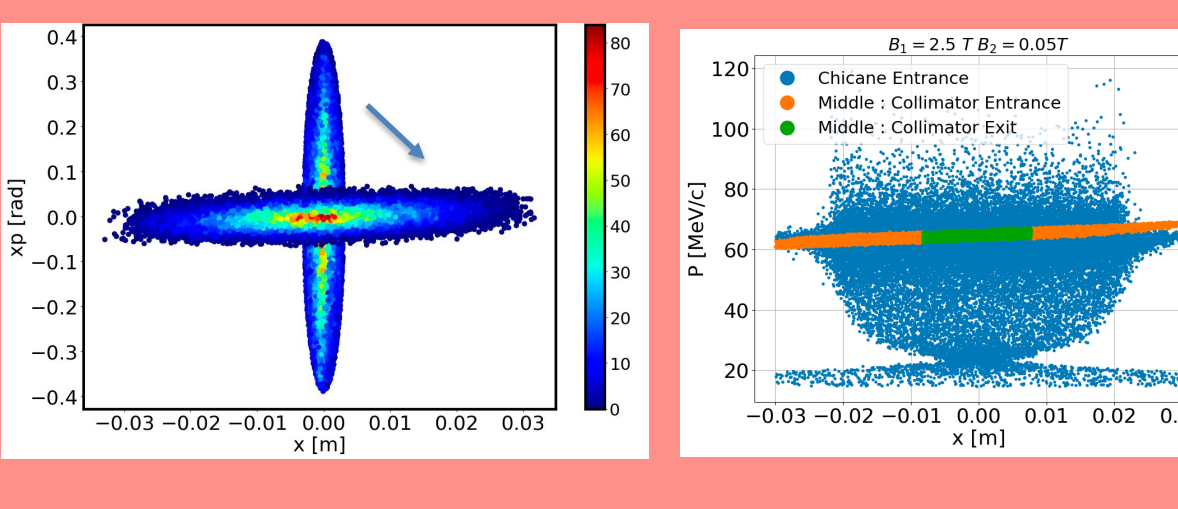 0.4
0.3
0.2
0.1
0.0
−0.1
−0.2
−0.3
−0.4
xp [rad]
−0.03 −0.02 −0.01 0.00 0.01 0.02 0.03
x [m]
80
70
60
50
40
30
20
10
0
B₁ = 2.5 T B₂ = 0.05T
Chicane Entrance
Middle : Collimator Entrance
Middle : Collimator Exit
120
100
80
60
40
20
P [MeV/c]
−0.03 −0.02 −0.01 0.00 0.01 0.02 0.
x [m]